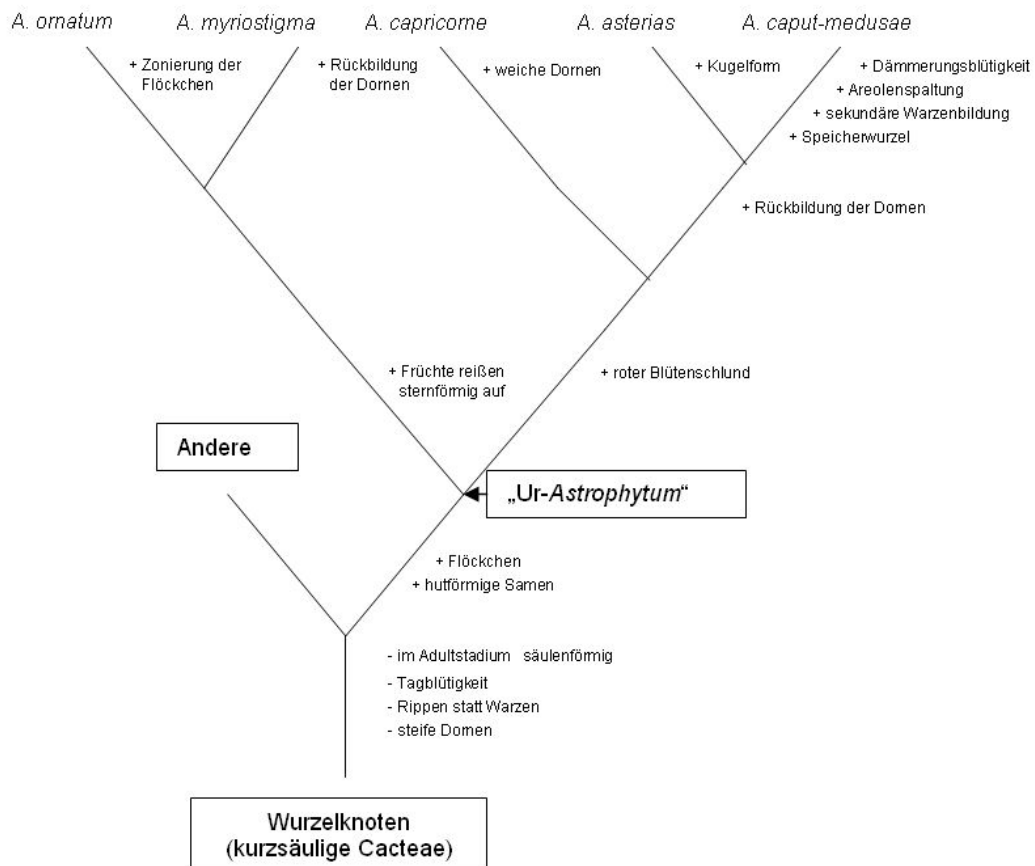 A. ornatum
A. myriostigma
A. capricorne
A. asterias
A. caput-medusae
+ Zonierung der
Flöckchen
+ Rückbildung
der Dornen
+ weiche Dornen
+ Kugelform
+ Dämmerungsblütigkeit
+ Areolenspaltung
+ sekundäre Warzenbildung
+ Speicherwurzel
+ Rückbildung der Dornen
+ Früchte reißen
sternförmig auf
+ roter Blütenschlund
Andere
„Ur-Astrophytum“
+ Flöckchen
+ hutförmige Samen
- im Adultstadium säulenförmig
- Tagblütigkeit
- Rippen statt Warzen
- steife Dornen
Wurzelknoten
(kurzsäulige Cacteae)